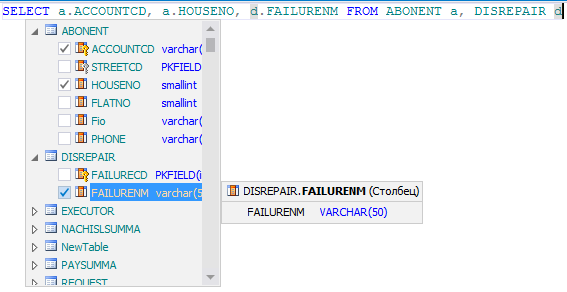 SELECT a.ACCOUNTCD, a.HOUSENO, d.FAILURENM FROM ABONENT a, DISREPAIR d
ABONENT
ACCOUNTCD varchar(
STREETCD PKFIELD
HOUSENO smallint
FLATNO smallint
Fio varchar(
PHONE varchar(
DISREPAIR
FAILURECD PKFIELD(i
FAILURENM varchar(5
DISREPAIR.FAILURENM (Столбец)
FAILURENM VARCHAR(50)
EXECUTOR
NACHISLSUMMA
NewTable
PAYSUMMA
REQUEST